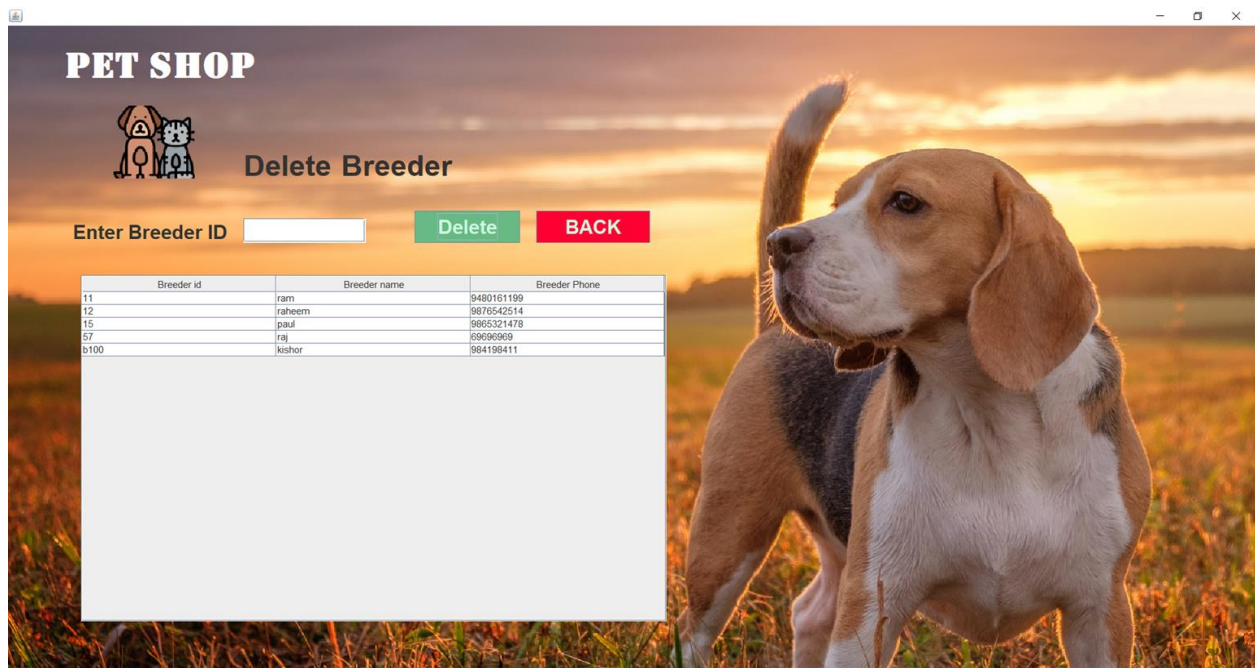 PET SHOP
Delete Breeder
Enter Breeder ID Delete BACK
Breeder id Breeder name Breeder Phone
11 ram 9480161199
12 raheem 9876542514
15 paul 9865321478
57 raj 69696969
b100 kishor 984198411